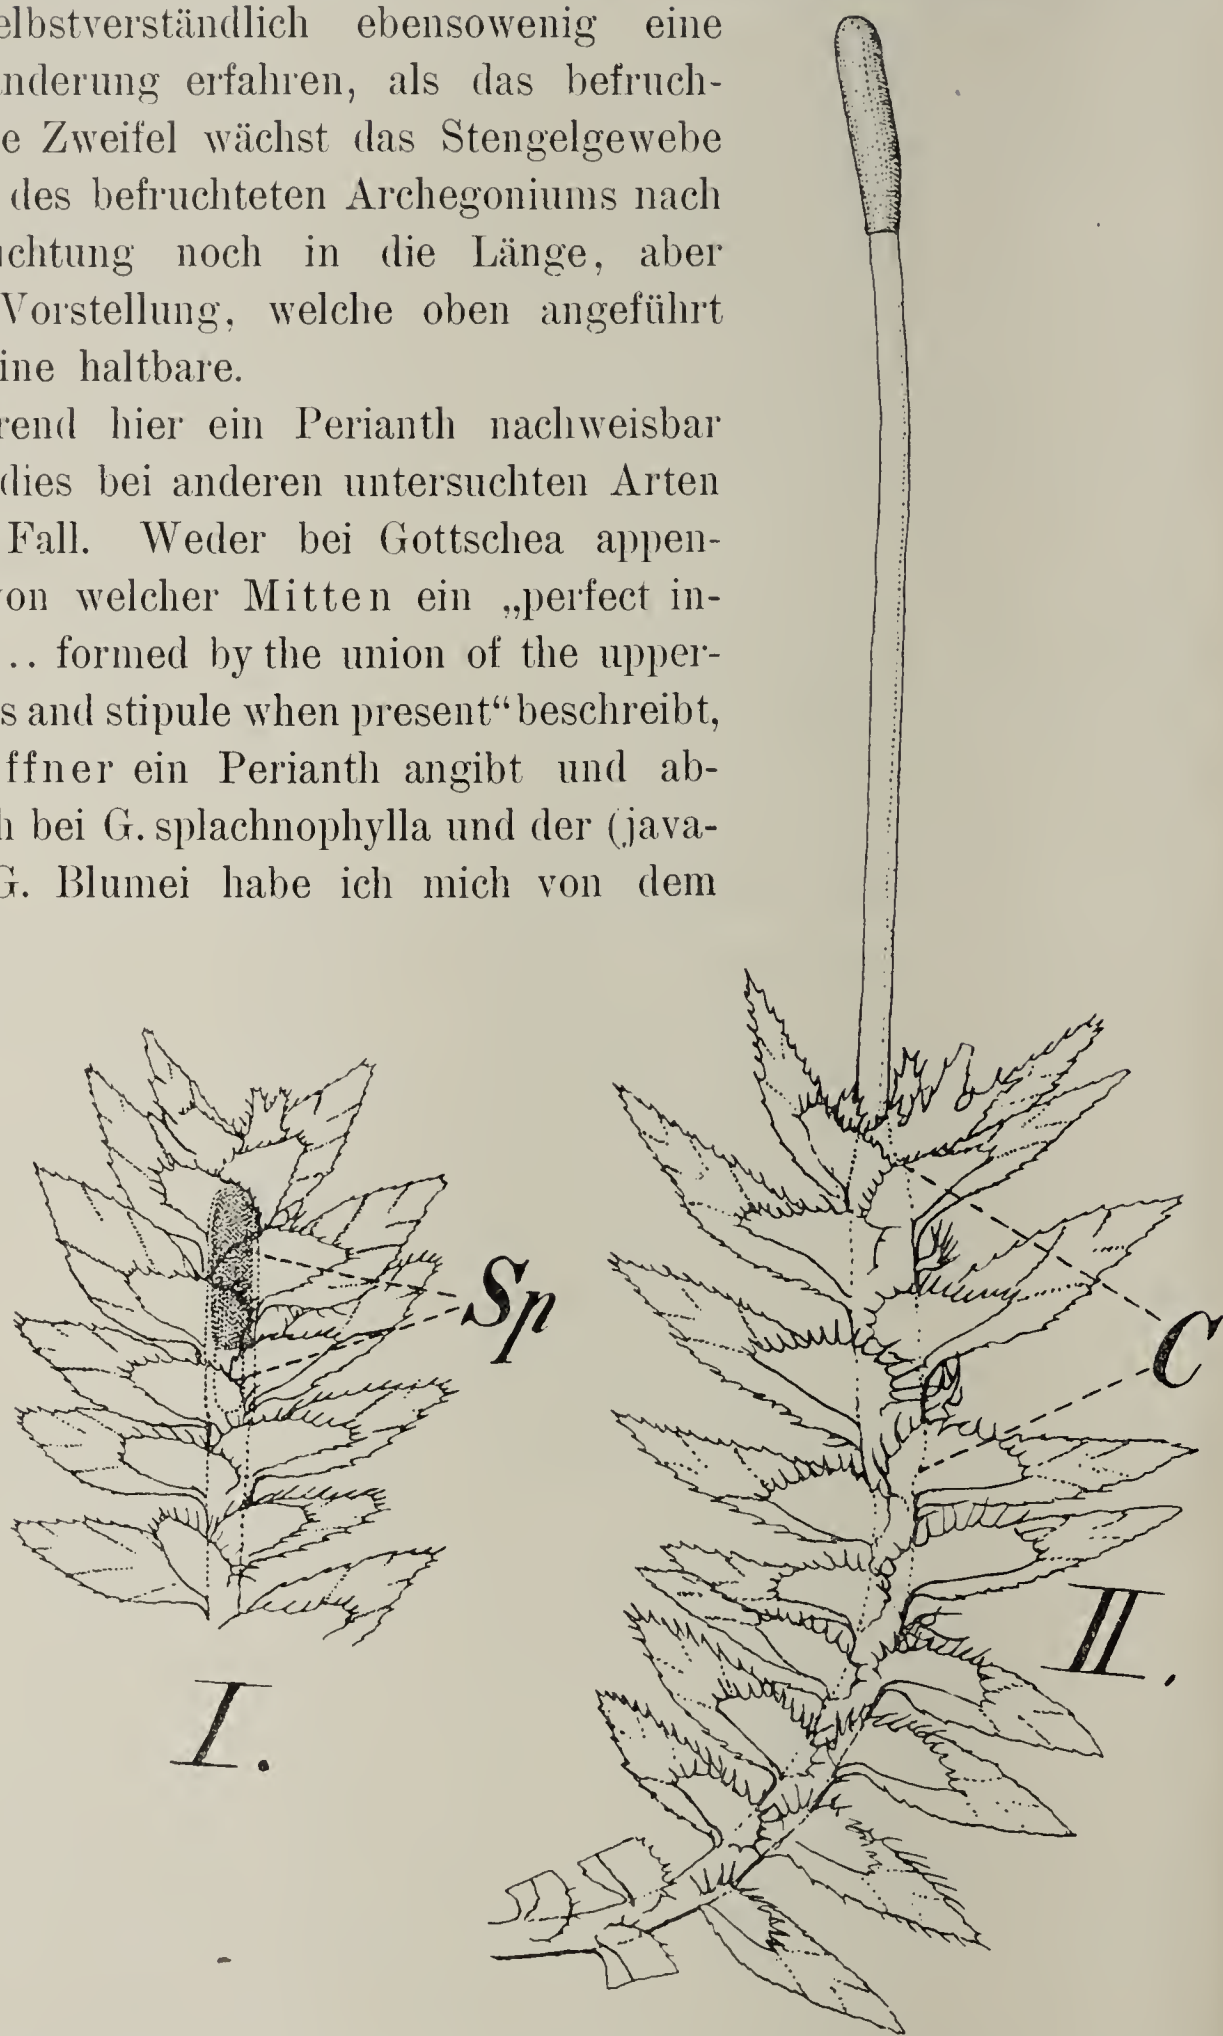 elbstverständlich ebensowenig eine
nderung erfahren, als das befruch-
e Zweifel wächst das Stengelgewebe
des befruchteten Archegoniums nach
chtung noch in die Länge, aber
Vorstellung, welche oben angeführt
ine haltbare.
rend hier ein Perianth nachweisbar
dies bei anderen untersuchten Arten
Fall. Weder bei Gottschea appen-
von welcher Mitten ein „perfect in-
.. formed by the union of the upper-
s and stipule when present“ beschreibt,
ffner ein Perianth angibt und ab-
h bei G. splachnophylla und der (java-
G. Blumei habe ich mich von dem
Sp
C
II.
I.